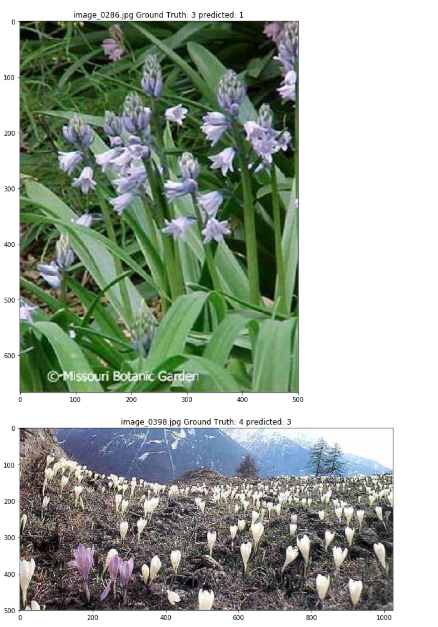 image_0286.jpg Ground Truth: 3 predicted: 1
0
100
200
300
400
500
600
© Missouri Botanic Garden
0 100 200 300 400 500
image_0398.jpg Ground Truth: 4 predicted: 3
0
100
200
300
400
500
0 200 400 600 800 1000